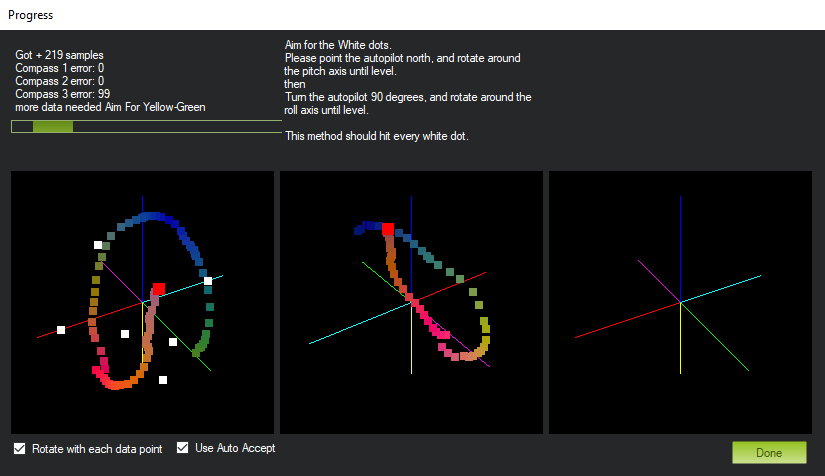 Progress
Got + 219 samples
Compass 1 error: 0
Compass 2 error: 0
Compass 3 error: 99
more data needed Aim For Yellow-Green
Aim for the White dots.
Please point the autopilot north, and rotate around
the pitch axis until level.
then
Turn the autopilot 90 degrees, and rotate around the
roll axis until level.
This method should hit every white dot.
Rotate with each data point
Use Auto Accept
Done